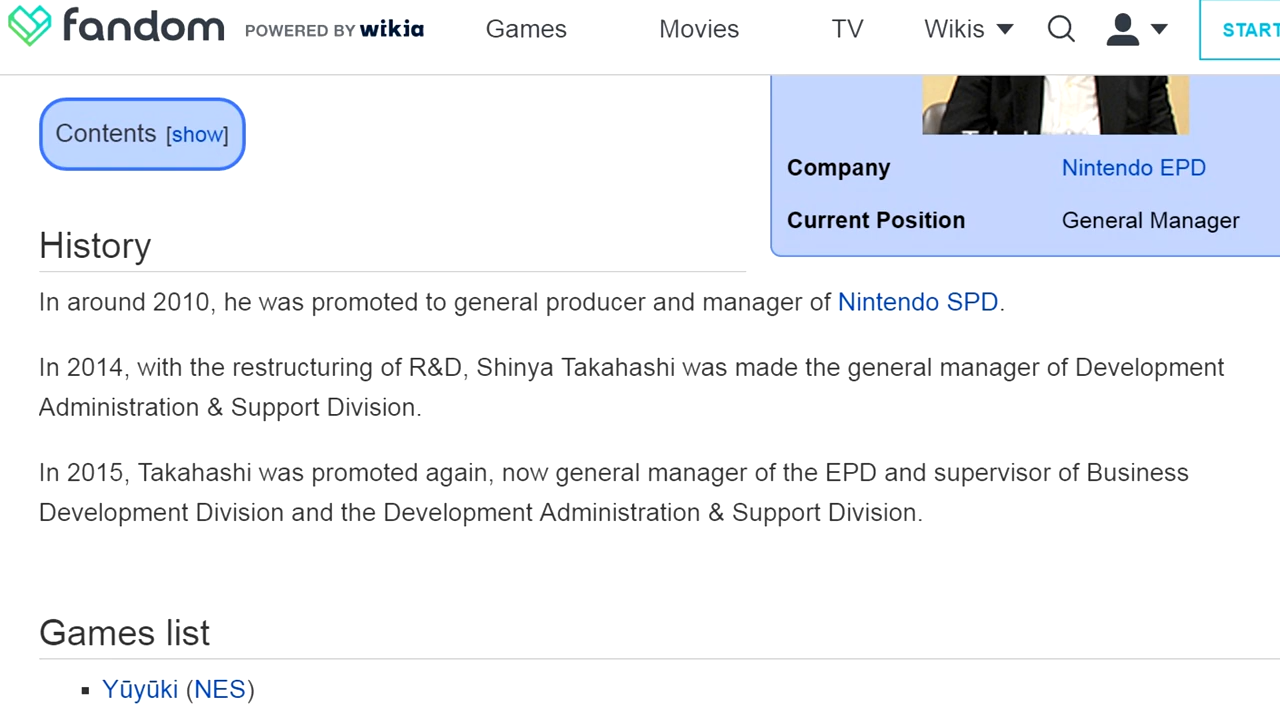 fandom POWERED BY wikia Games Movies TV Wikis START
Contents [show]
Company Nintendo EPD
Current Position General Manager
History
In around 2010, he was promoted to general producer and manager of Nintendo SPD.
In 2014, with the restructuring of R&D, Shinya Takahashi was made the general manager of Development
Administration & Support Division.
In 2015, Takahashi was promoted again, now general manager of the EPD and supervisor of Business
Development Division and the Development Administration & Support Division.
Games list
▪ Yūyūki (NES)